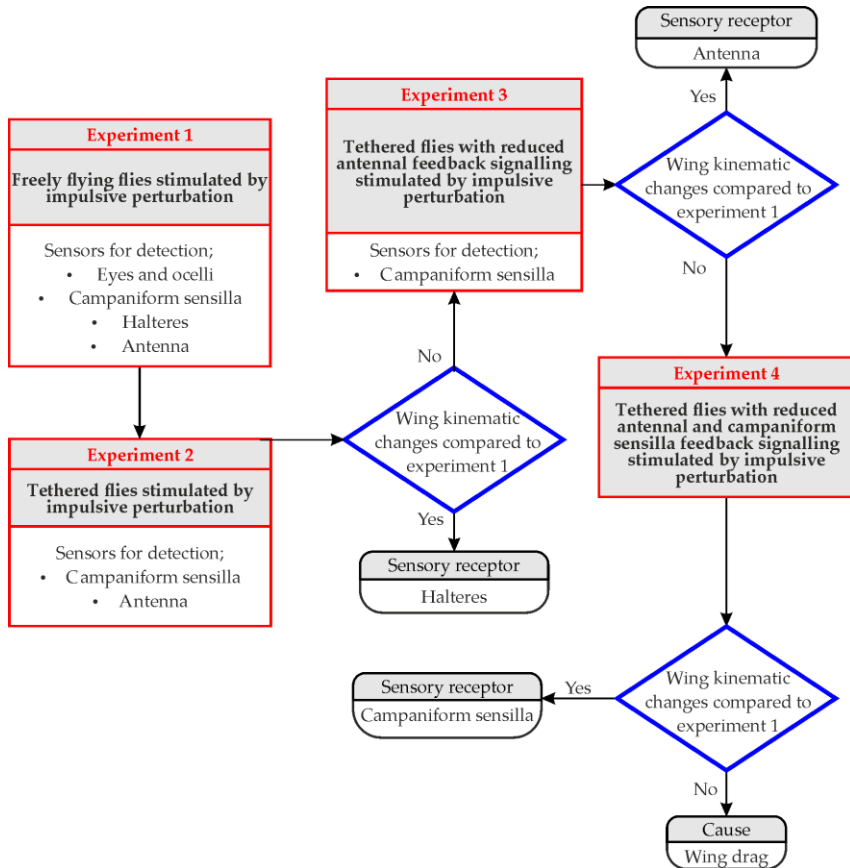 Experiment 1
Freely flying flies stimulated by
impulsive perturbation
Sensors for detection;
• Eyes and ocelli
• Campaniform sensilla
• Halteres
• Antenna
Experiment 2
Tethered flies stimulated by
impulsive perturbation
Sensors for detection;
• Campaniform sensilla
• Antenna
Wing kinematic
changes compared to
experiment 1
No
Yes
Sensory receptor
Halteres
Experiment 3
Tethered flies with reduced
antennal feedback signalling
stimulated by impulsive
perturbation
Sensors for detection;
• Campaniform sensilla
Wing kinematic
changes compared to
experiment 1
Yes
Sensory receptor
Antenna
No
Experiment 4
Tethered flies with reduced
antennal and campaniform
sensilla feedback signalling
stimulated by impulsive
perturbation
Wing kinematic
changes compared to
experiment 1
Yes
Sensory receptor
Campaniform sensilla
No
Cause
Wing drag